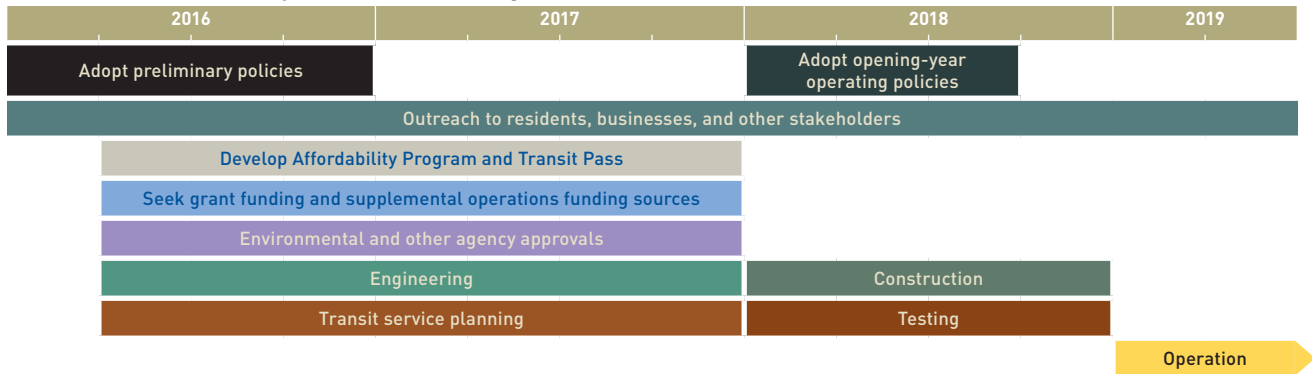 2016 2017 2018 2019
Adopt preliminary policies
Adopt opening-year
operating policies
Outreach to residents, businesses, and other stakeholders
Develop Affordability Program and Transit Pass
Seek grant funding and supplemental operations funding sources
Environmental and other agency approvals
Engineering Construction
Transit service planning Testing
Operation